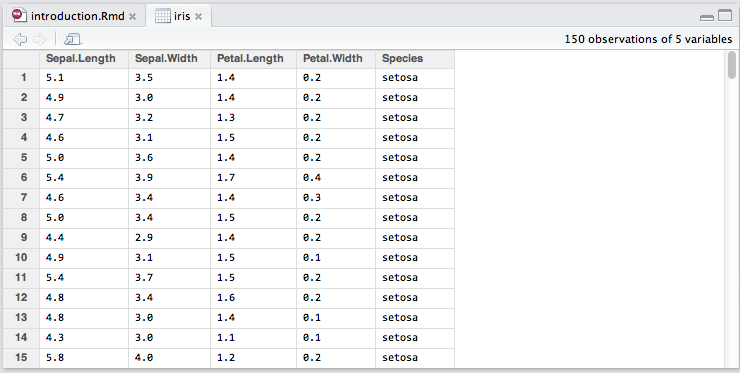 introduction.Rmd iris
150 observations of 5 variables
Sepal.Length Sepal.Width Petal.Length Petal.Width Species
1 5.1 3.5 1.4 0.2 setosa
2 4.9 3.0 1.4 0.2 setosa
3 4.7 3.2 1.3 0.2 setosa
4 4.6 3.1 1.5 0.2 setosa
5 5.0 3.6 1.4 0.2 setosa
6 5.4 3.9 1.7 0.4 setosa
7 4.6 3.4 1.4 0.3 setosa
8 5.0 3.4 1.5 0.2 setosa
9 4.4 2.9 1.4 0.2 setosa
10 4.9 3.1 1.5 0.1 setosa
11 5.4 3.7 1.5 0.2 setosa
12 4.8 3.4 1.6 0.2 setosa
13 4.8 3.0 1.4 0.1 setosa
14 4.3 3.0 1.1 0.1 setosa
15 5.8 4.0 1.2 0.2 setosa